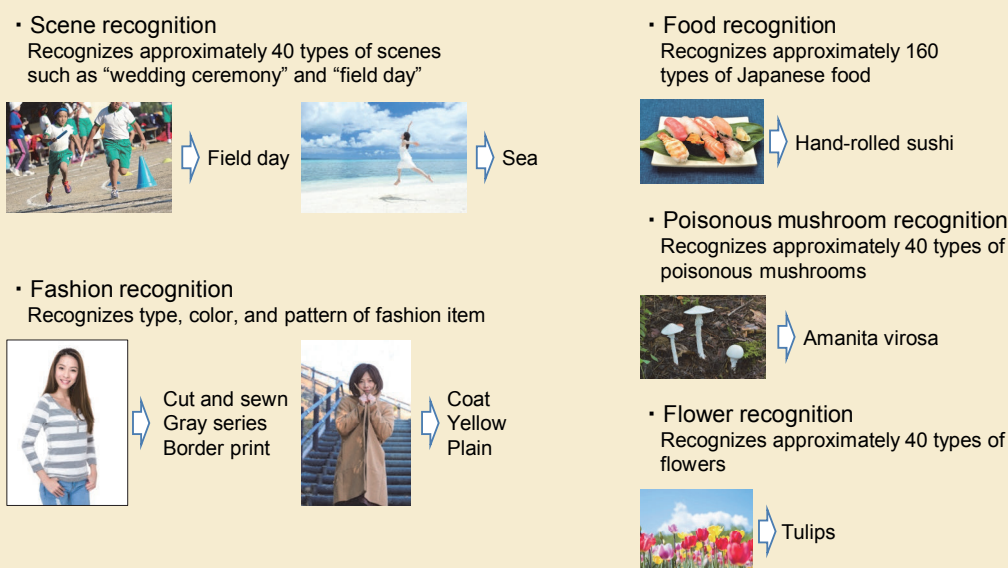 ・Scene recognition
Recognizes approximately 40 types of scenes
such as “wedding ceremony” and “field day”
Field day
Sea
・Fashion recognition
Recognizes type, color, and pattern of fashion item
Cut and sewn
Gray series
Border print
Coat
Yellow
Plain
・Food recognition
Recognizes approximately 160
types of Japanese food
Hand-rolled sushi
・Poisonous mushroom recognition
Recognizes approximately 40 types of
poisonous mushrooms
Amanita virosa
・Flower recognition
Recognizes approximately 40 types of
flowers
Tulips